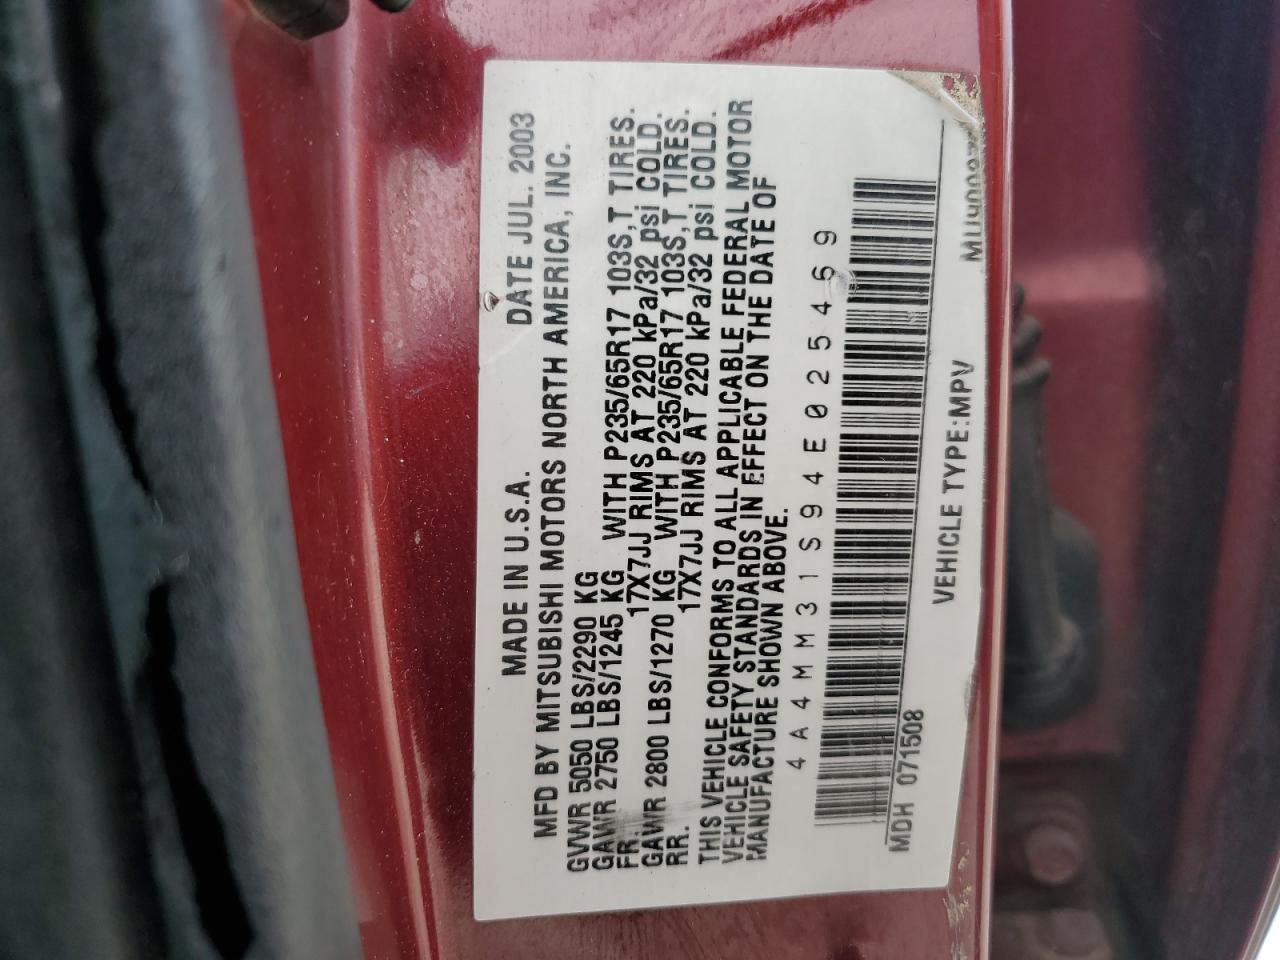 MADE IN U.S.A. DATE JUL. 2003
MFD BY MITSUBISHI MOTORS NORTH AMERICA, INC.
GVWR 5050 LBS/2290 KG
GAWR 2750 LBS/1245 KG WITH P235/65R17 103S,T TIRES.
FR. 17X7JJ RIMS AT 220 kPa/32 psi COLD.
GAWR 2800 LBS/1270 KG WITH P235/65R17 103S,T TIRES.
RR. 17X7JJ RIMS AT 220 kPa/32 psi COLD.
THIS VEHICLE CONFORMS TO ALL APPLICABLE FEDERAL MOTOR
VEHICLE SAFETY STANDARDS IN EFFECT ON THE DATE OF
MANUFACTURE SHOWN ABOVE.
4A4MM31S94E025459
MDH 071508 VEHICLE TYPE:MPV